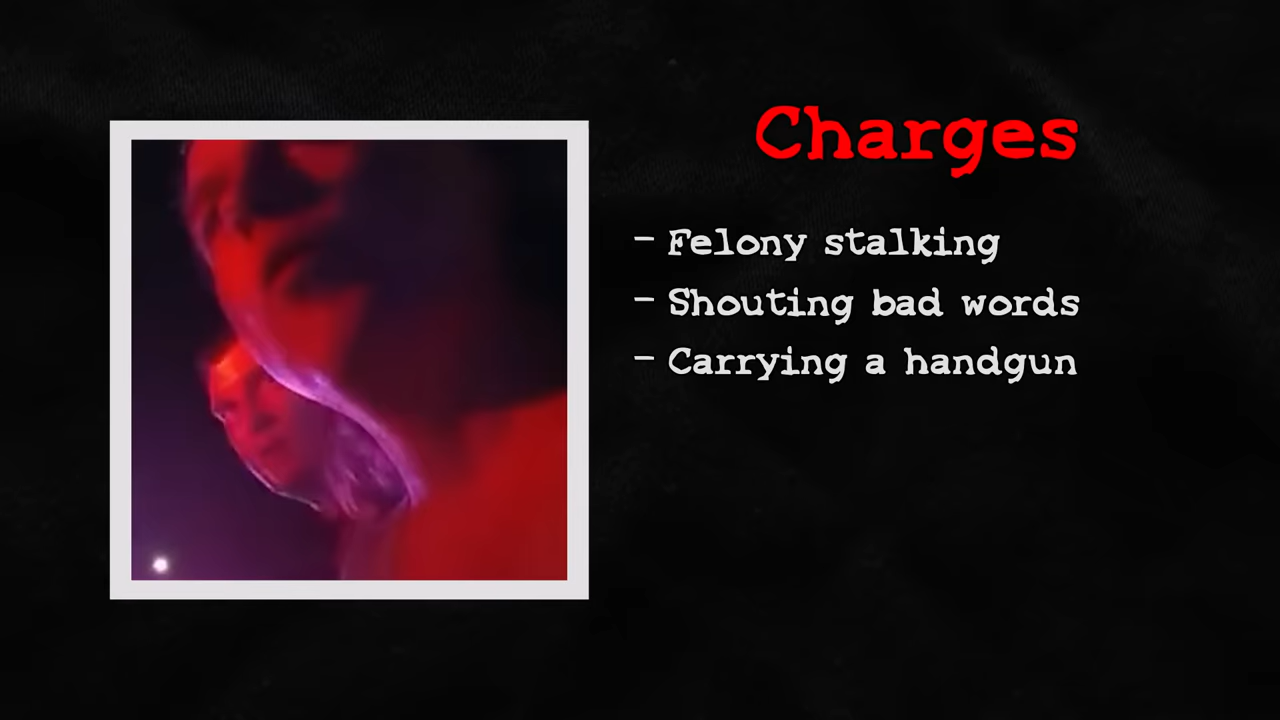 Charges
- Felony stalking
- Shouting bad words
- Carrying a handgun